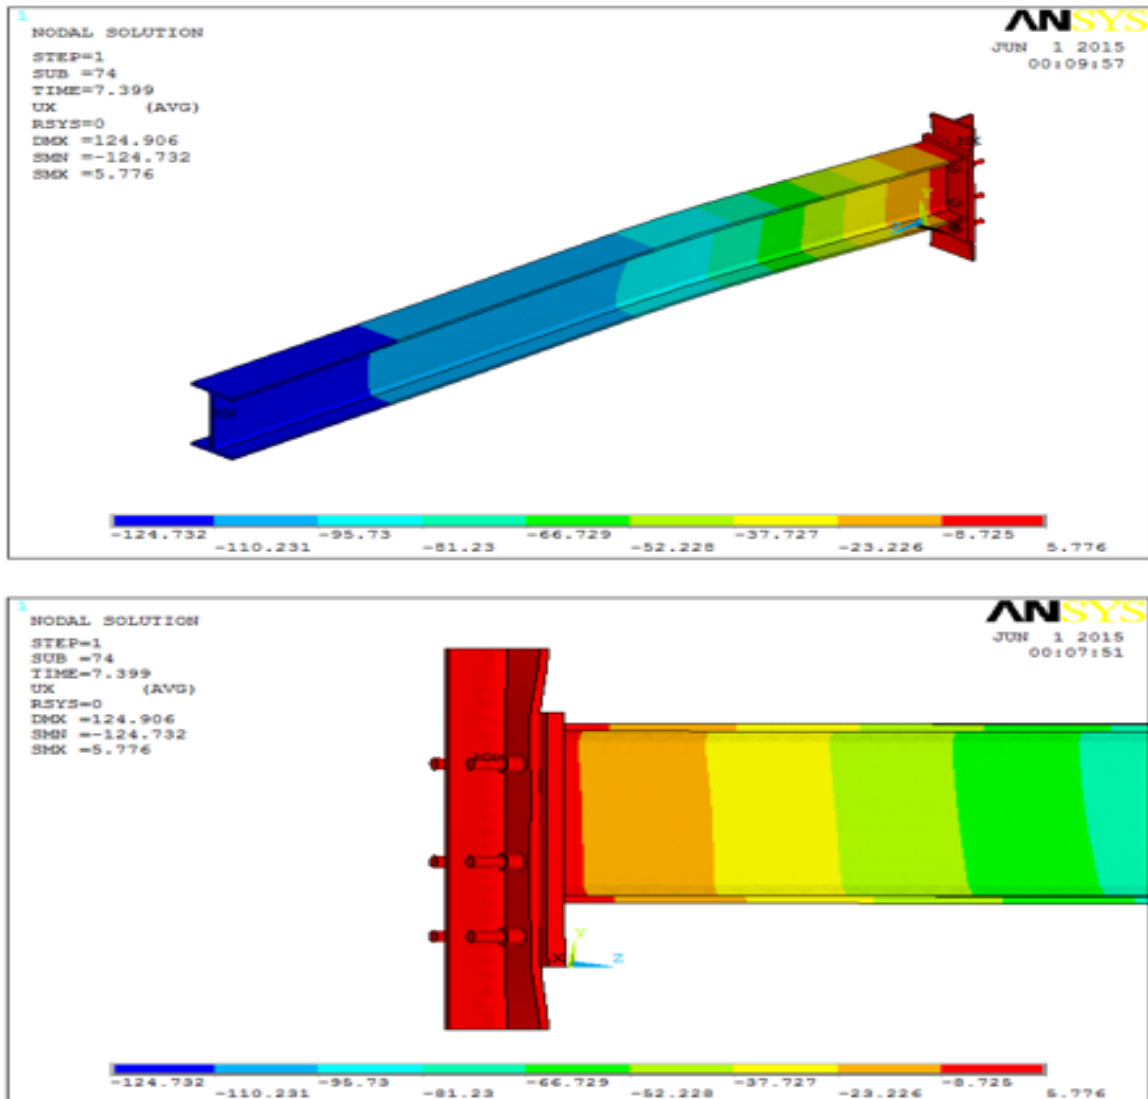 1
NODAL SOLUTION
STEP=1
SUB =74
TIME=7.399
UX (AVG)
RSYS=0
DMX =124.906
SMN =-124.732
SMX =5.776
ANSYS
JUN 1 2015
00:09:57
MX
Y
-124.732 -95.73 -66.729 -37.727 -8.725
-110.231 -81.23 -52.228 -23.226 5.776
1
NODAL SOLUTION
STEP=1
SUB =74
TIME=7.399
UX (AVG)
RSYS=0
DMX =124.906
SMN =-124.732
SMX =5.776
ANSYS
JUN 1 2015
00:07:51
Y
X Z
-124.732 -95.73 -66.729 -37.727 -8.725
-110.231 -81.23 -52.228 -23.226 5.776